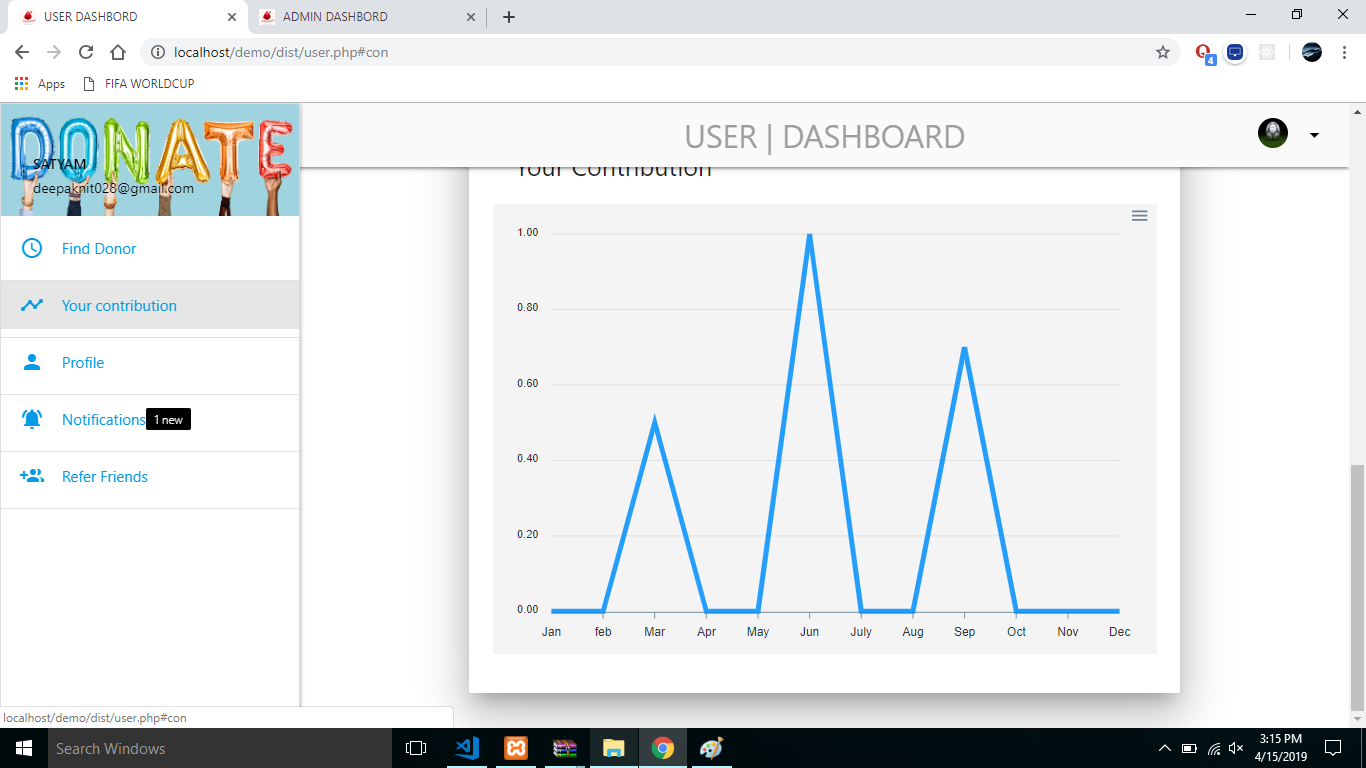 USER DASHBORD
ADMIN DASHBORD
localhost/demo/dist/user.php#con
4
Apps
FIFA WORLDCUP
DONATE
SATYAM
deepaknit028@gmail.com
USER | DASHBOARD
Find Donor
Your contribution
Profile
Notifications 1 new
Refer Friends
Your Contribution
1.00
0.80
0.60
0.40
0.20
0.00
Jan feb Mar Apr May Jun July Aug Sep Oct Nov Dec
localhost/demo/dist/user.php#con
Search Windows
3:15 PM
4/15/2019